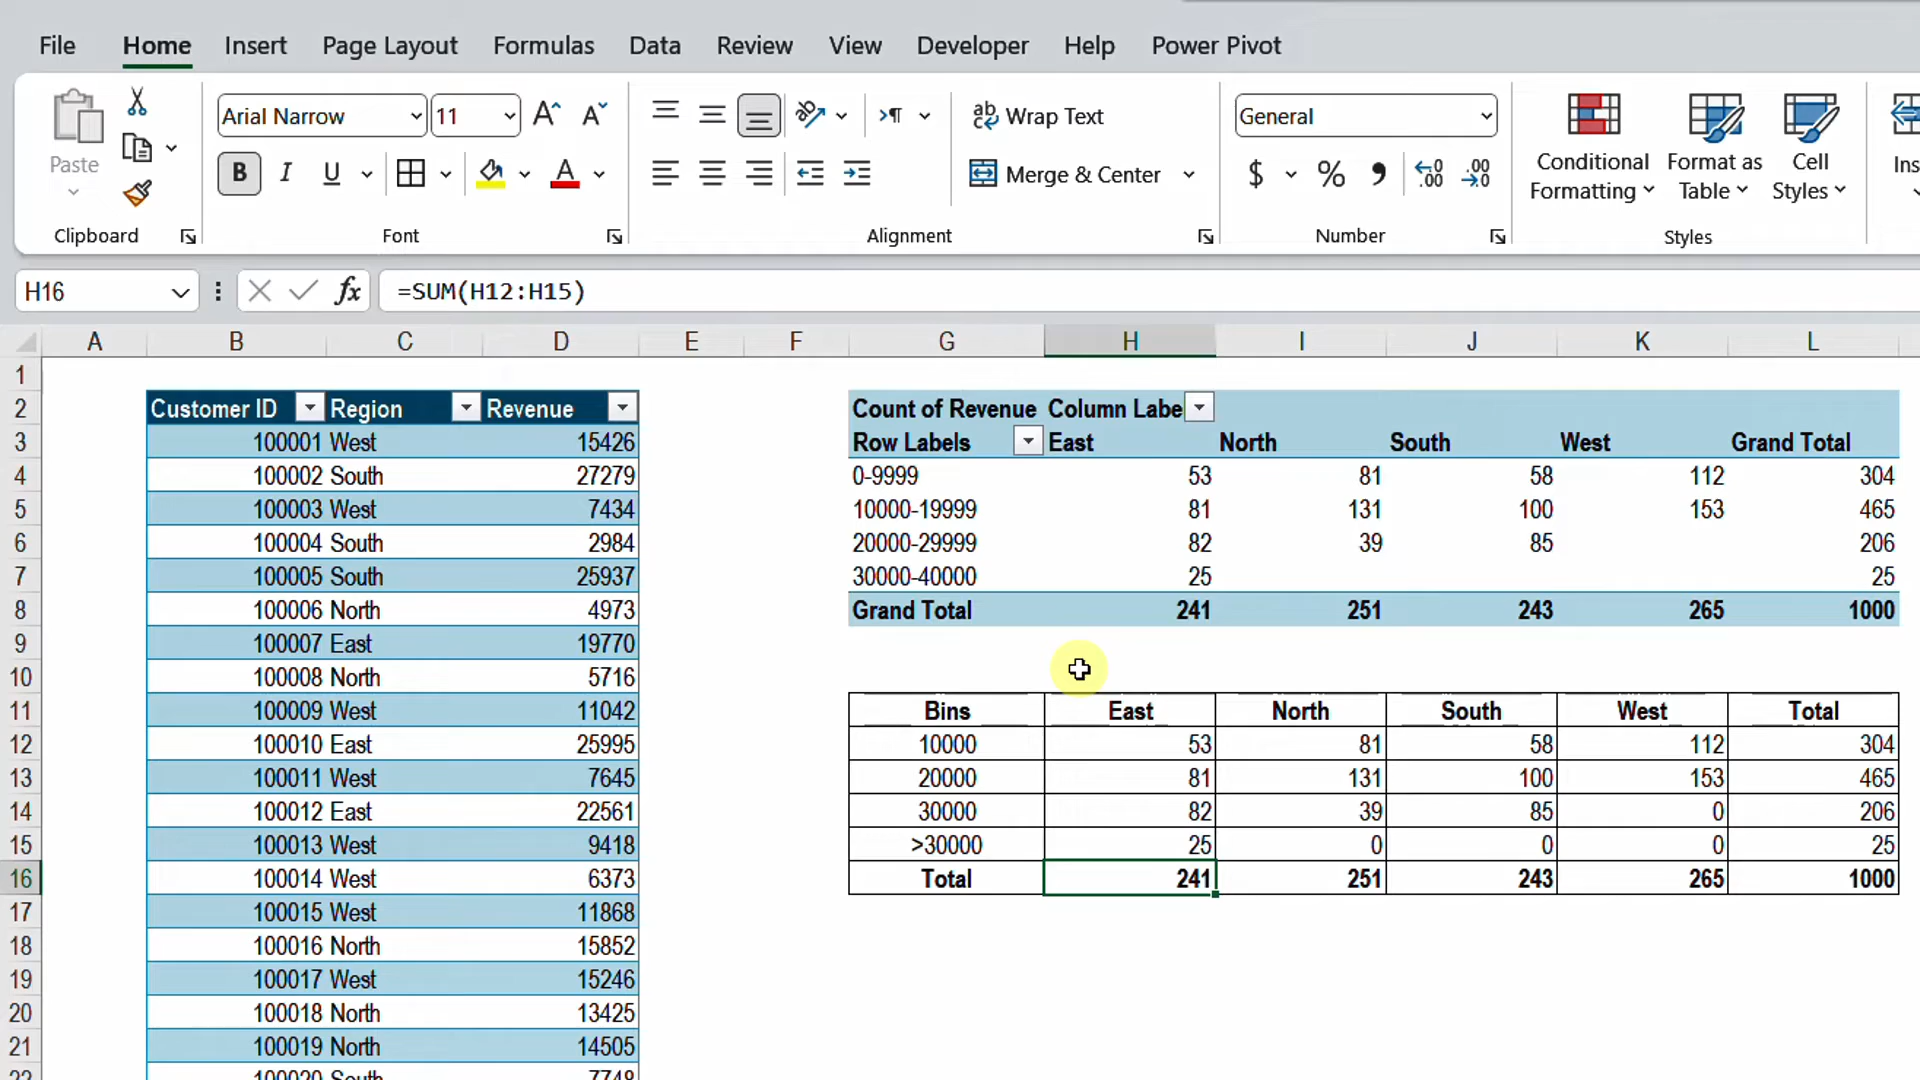 File Home Insert Page Layout Formulas Data Review View Developer Help Power Pivot
Paste
Clipboard
Arial Narrow 11 A A
B I U A
Font
ab Wrap Text
Merge & Center
Alignment
General
$ % , .00 .00
Number
Conditional Formatting
Format as Table
Cell Styles
Styles
Ins
H16 fx =SUM(H12:H15)
A B C D E F G H I J K L
1
2 Customer ID Region Revenue Count of Revenue Column Labe
3 100001 West 15426 Row Labels East North South West Grand Total
4 100002 South 27279 0-9999 53 81 58 112 304
5 100003 West 7434 10000-19999 81 131 100 153 465
6 100004 South 2984 20000-29999 82 39 85 206
7 100005 South 25937 30000-40000 25 25
8 100006 North 4973 Grand Total 241 251 243 265 1000
9 100007 East 19770
10 100008 North 5716
11 100009 West 11042 Bins East North South West Total
12 100010 East 25995 10000 53 81 58 112 304
13 100011 West 7645 20000 81 131 100 153 465
14 100012 East 22561 30000 82 39 85 0 206
15 100013 West 9418 >30000 25 0 0 0 25
16 100014 West 6373 Total 241 251 243 265 1000
17 100015 West 11868
18 100016 North 15852
19 100017 West 15246
20 100018 North 13425
21 100019 North 14505
22 100020 South 7748